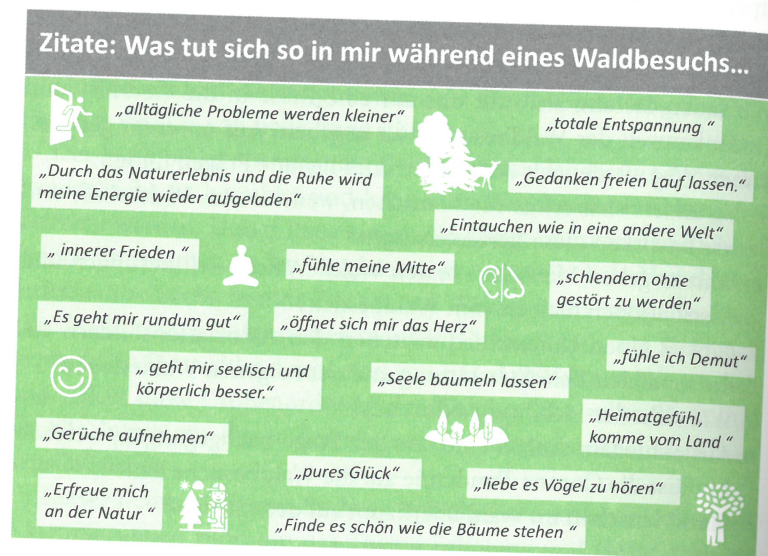 Zitate: Was tut sich so in mir während eines Waldbesuchs...
„alltägliche Probleme werden kleiner“
„totale Entspannung “
„Durch das Naturerlebnis und die Ruhe wird
meine Energie wieder aufgeladen“
„Gedanken freien Lauf lassen.“
„Eintauchen wie in eine andere Welt“
„ innerer Frieden “
„fühle meine Mitte“
„schlendern ohne
gestört zu werden“
„Es geht mir rundum gut“
„öffnet sich mir das Herz“
„fühle ich Demut“
„ geht mir seelisch und
körperlich besser.“
„Seele baumeln lassen“
„Heimatgefühl,
komme vom Land “
„Gerüche aufnehmen“
„pures Glück“
„liebe es Vögel zu hören“
„Erfreue mich
an der Natur “
„Finde es schön wie die Bäume stehen “